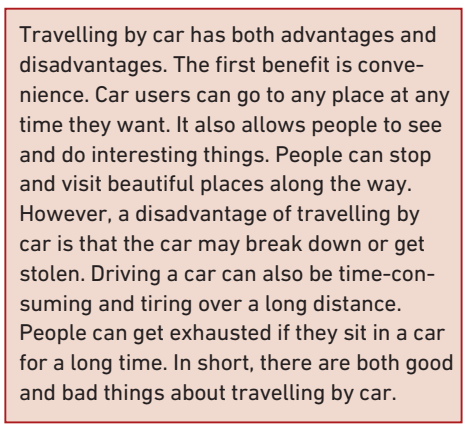 Travelling by car has both advantages and
disadvantages. The first benefit is conve-
nience. Car users can go to any place at any
time they want. It also allows people to see
and do interesting things. People can stop
and visit beautiful places along the way.
However, a disadvantage of travelling by
car is that the car may break down or get
stolen. Driving a car can also be time-con-
suming and tiring over a long distance.
People can get exhausted if they sit in a car
for a long time. In short, there are both good
and bad things about travelling by car.